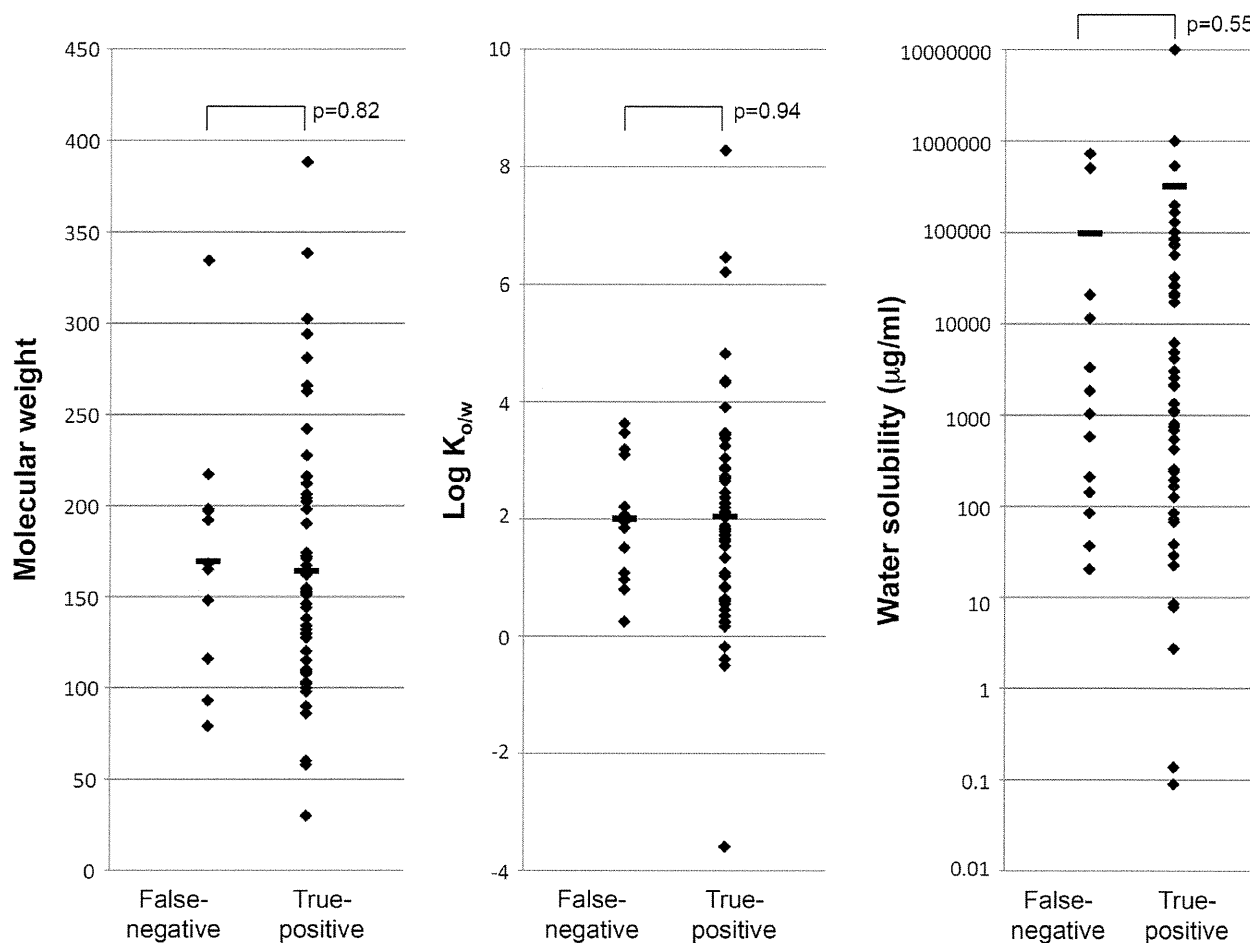 450
400
350
300
250
200
150
100
50
0
Molecular weight
p=0.82
False-
negative
True-
positive
10
8
6
4
2
0
-2
-4
Log Ko/w
p=0.94
False-
negative
True-
positive
10000000
1000000
100000
10000
1000
100
10
1
0.1
0.01
Water solubility (μg/ml)
p=0.55
False-
negative
True-
positive